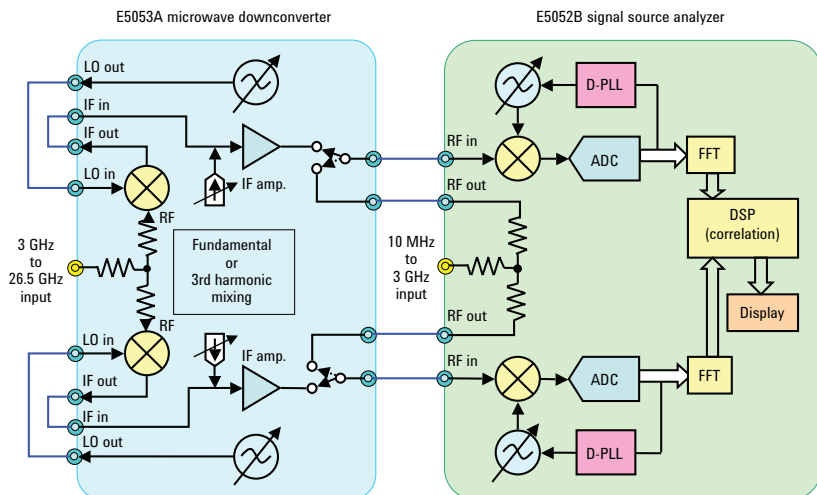 E5053A microwave downconverter
E5052B signal source analyzer
LO out
IF in
IF out
LO in
IF amp.
RF
3 GHz
to
26.5 GHz
input
Fundamental
or
3rd harmonic
mixing
RF
LO in
IF out
IF in
LO out
IF amp.
RF in
RF out
10 MHz
to
3 GHz
input
RF out
RF in
D-PLL
ADC
FFT
DSP
(correlation)
Display
ADC
FFT
D-PLL